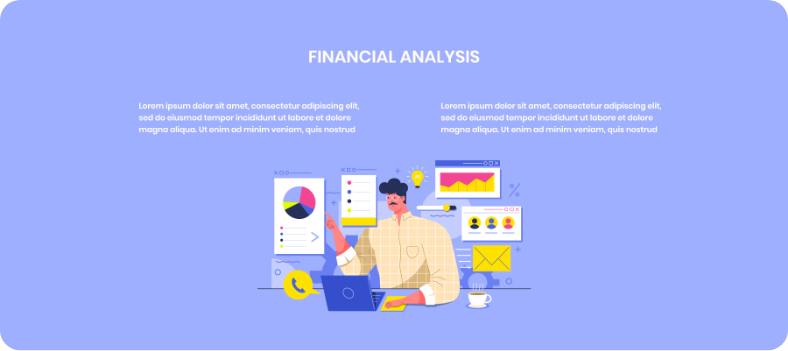 FINANCIAL ANALYSIS
Lorem ipsum dolor sit amet, consectetur adipiscing elit,
sed do eiusmod tempor incididunt ut labore et dolore
magna aliqua. Ut enim ad minim veniam, quis nostrud
Lorem ipsum dolor sit amet, consectetur adipiscing elit,
sed do eiusmod tempor incididunt ut labore et dolore
magna aliqua. Ut enim ad minim veniam, quis nostrud
%